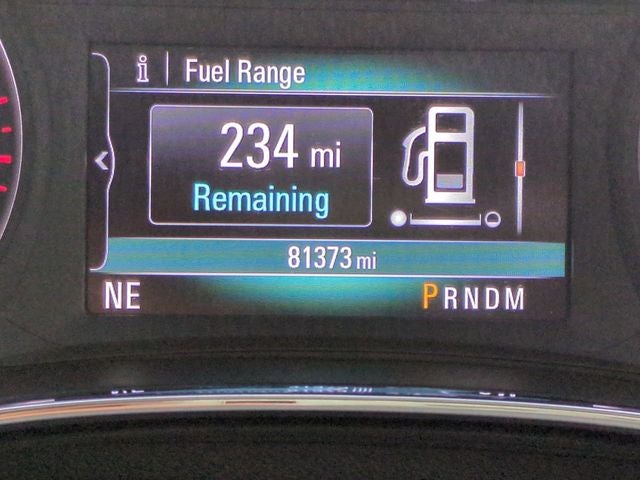 i | Fuel Range
234 mi
Remaining
81373 mi
NE
PRNDM